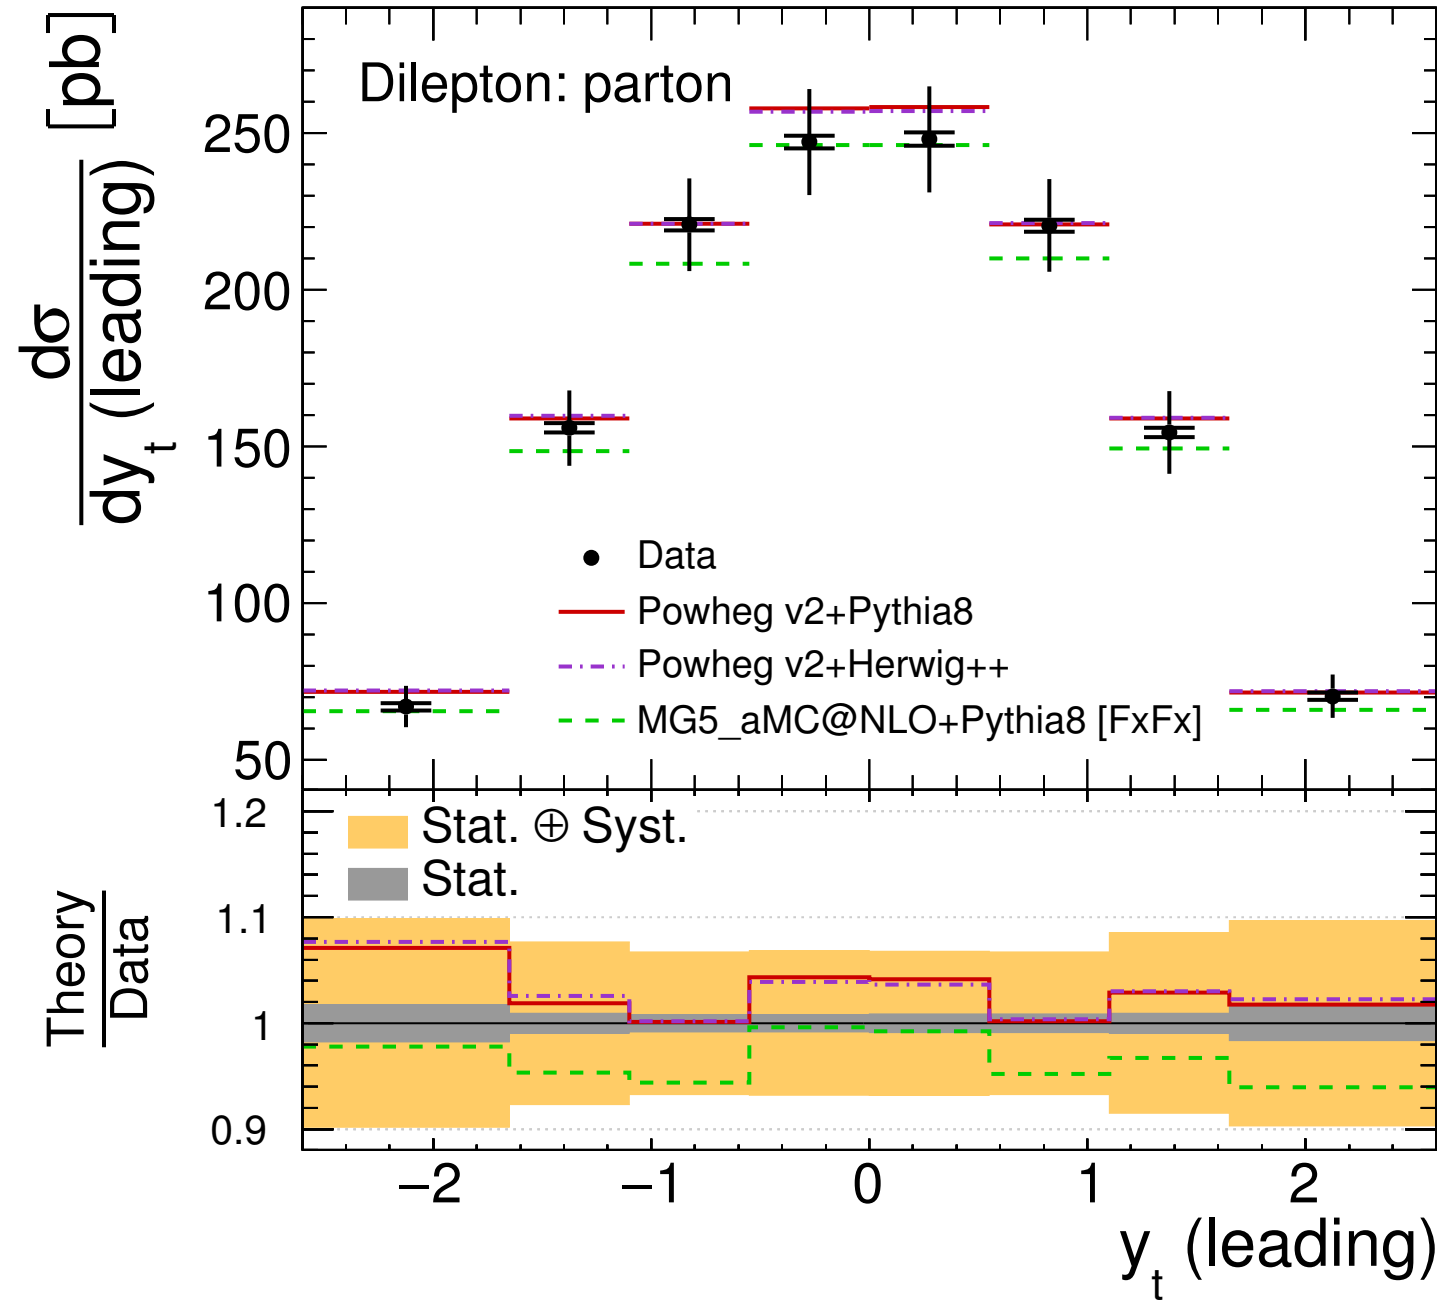 dσ
dy_t (leading) [pb]
Dilepton: parton
250
200
150
100
50
Data
Powheg v2+Pythia8
Powheg v2+Herwig++
MG5_aMC@NLO+Pythia8 [FxFx]
Theory
Data
1.2
1.1
1
0.9
Stat. ⊕ Syst.
Stat.
−2 −1 0 1 2
y_t (leading)